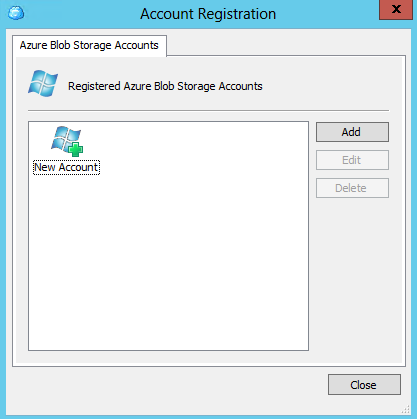 Account Registration
x
Azure Blob Storage Accounts
Registered Azure Blob Storage Accounts
New Account
Add
Edit
Delete
Close